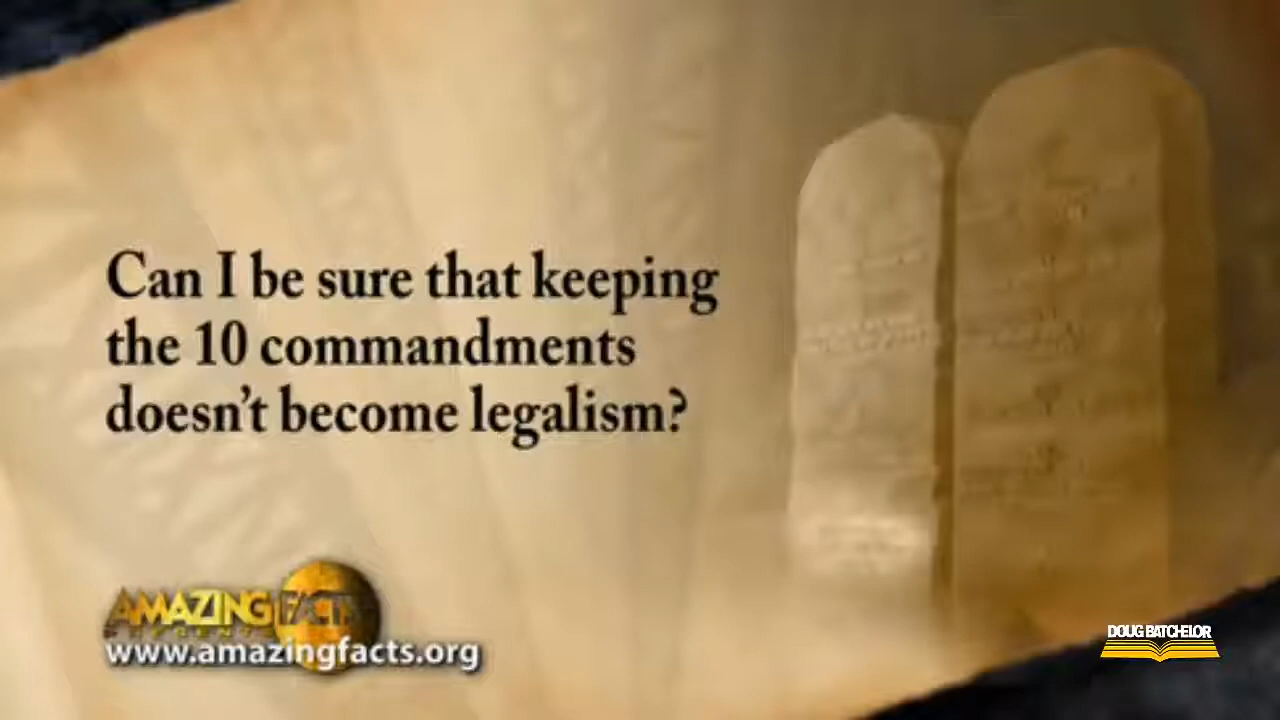 Can I be sure that keeping
the 10 commandments
doesn't become legalism?
AMAZING FACTS
www.amazingfacts.org
DOUG BATCHELOR